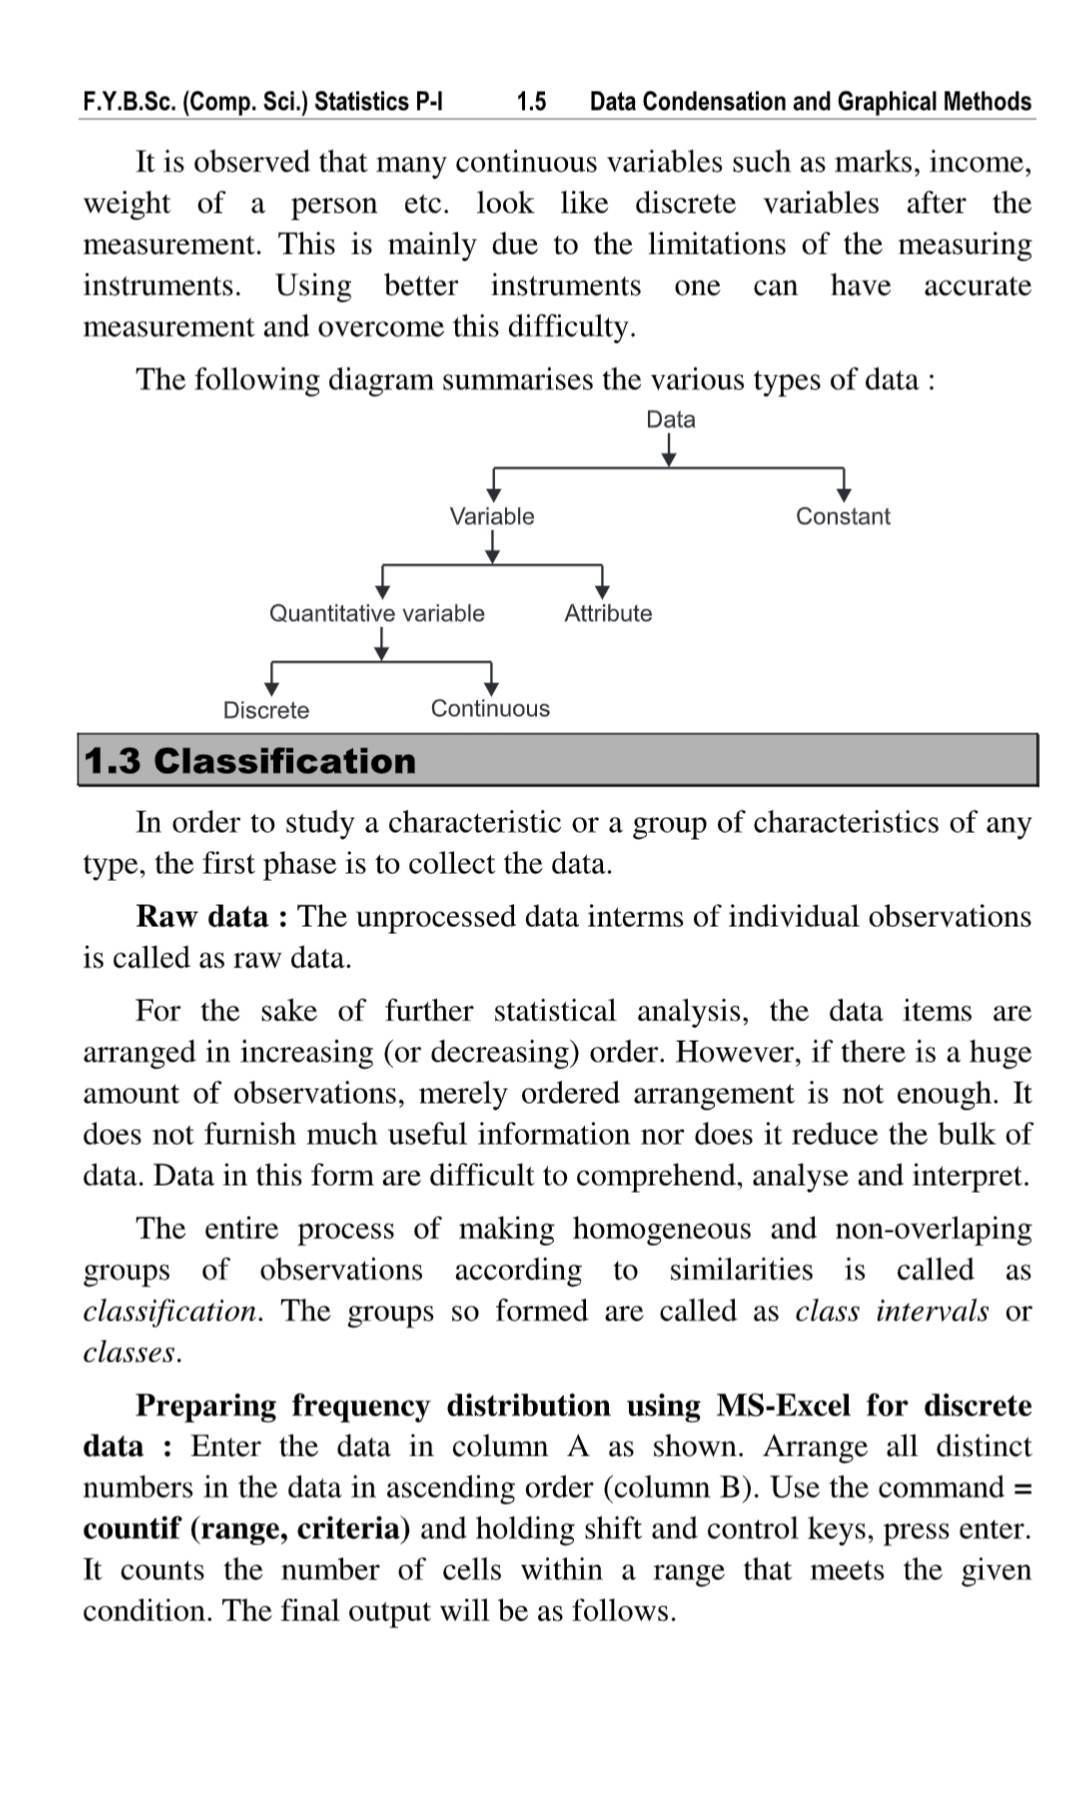 F.Y.B.Sc. (Comp. Sci.) Statistics P-I 1.5 Data Condensation and Graphical Methods
It is observed that many continuous variables such as marks, income,
weight of a person etc. look like discrete variables after the
measurement. This is mainly due to the limitations of the measuring
instruments. Using better instruments one can have accurate
measurement and overcome this difficulty.
The following diagram summarises the various types of data :
Data
Variable Constant
Quantitative variable Attribute
Discrete Continuous
1.3 Classification
In order to study a characteristic or a group of characteristics of any
type, the first phase is to collect the data.
Raw data : The unprocessed data interms of individual observations
is called as raw data.
For the sake of further statistical analysis, the data items are
arranged in increasing (or decreasing) order. However, if there is a huge
amount of observations, merely ordered arrangement is not enough. It
does not furnish much useful information nor does it reduce the bulk of
data. Data in this form are difficult to comprehend, analyse and interpret.
The entire process of making homogeneous and non-overlaping
groups of observations according to similarities is called as
classification. The groups so formed are called as class intervals or
classes.
Preparing frequency distribution using MS-Excel for discrete
data : Enter the data in column A as shown. Arrange all distinct
numbers in the data in ascending order (column B). Use the command =
countif (range, criteria) and holding shift and control keys, press enter.
It counts the number of cells within a range that meets the given
condition. The final output will be as follows.